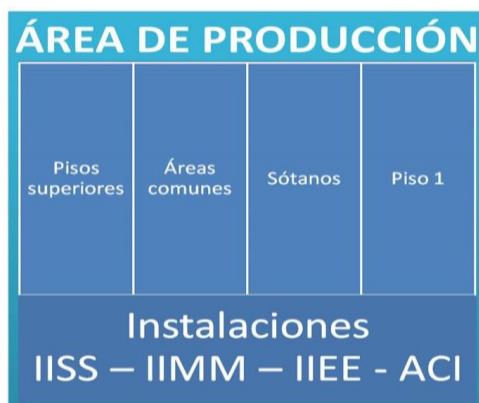 ÁREA DE PRODUCCIÓN
Pisos
superiores
Áreas
comunes
Sótanos
Piso 1
Instalaciones
IISS – IIMM – IIEE - ACI